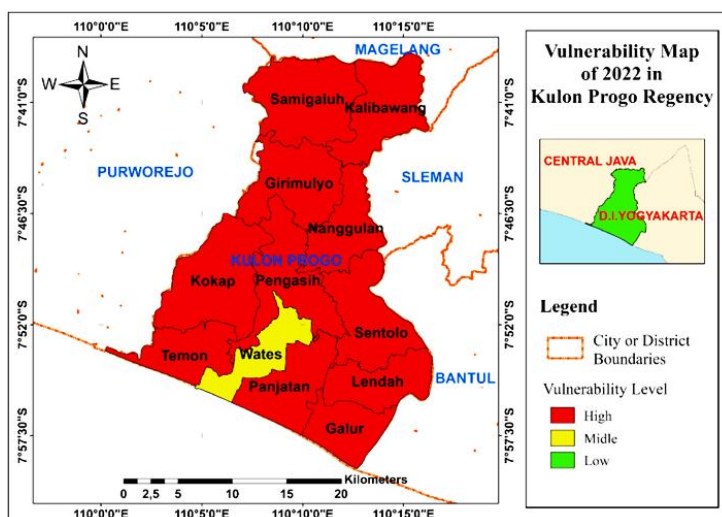 110°0'0"E 110°5'0"E 110°10'0"E 110°15'0"E
N
W E
S
MAGELANG
Samigaluh
Kalibawang
PURWOREJO
SLEMAN
Girimulyo
Nanggulan
KULON PROGO
Kokap
Pengasih
Sentolo
Temon
Wates
Panjatan
Lendah
BANTUL
Galur
7°41'0"S
7°46'30"S
7°52'0"S
7°57'30"S
7°41'0"S
7°46'30"S
7°52'0"S
7°57'30"S
Kilometers
0 2,5 5 10 15 20
110°0'0"E 110°5'0"E 110°10'0"E 110°15'0"E
Vulnerability Map
of 2022 in
Kulon Progo Regency
CENTRAL JAVA
D.I.YOGYAKARTA
Legend
City or District
Boundaries
Vulnerability Level
High
Midle
Low